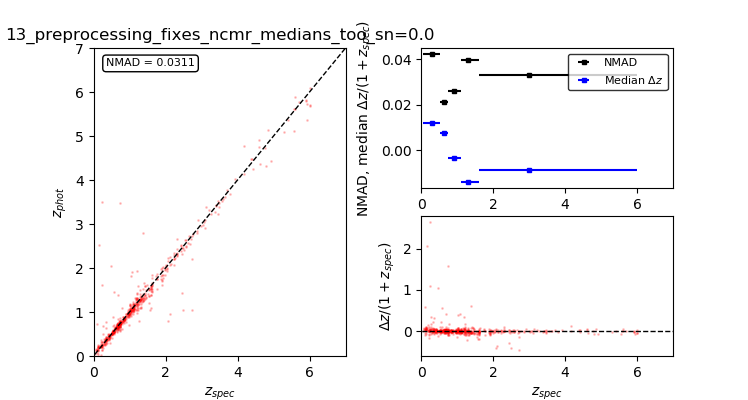 13_preprocessing_fixes_ncmr_medians_too_sn=0.0
NMAD = 0.0311
7
6
5
4
3
2
1
0
z_phot
0 2 4 6
z_spec
NMAD, median Δz/(1 + z_spec)
0.04
0.02
0.00
NMAD
Median Δz
0 2 4 6
Δz/(1 + z_spec)
2
1
0
0 2 4 6
z_spec